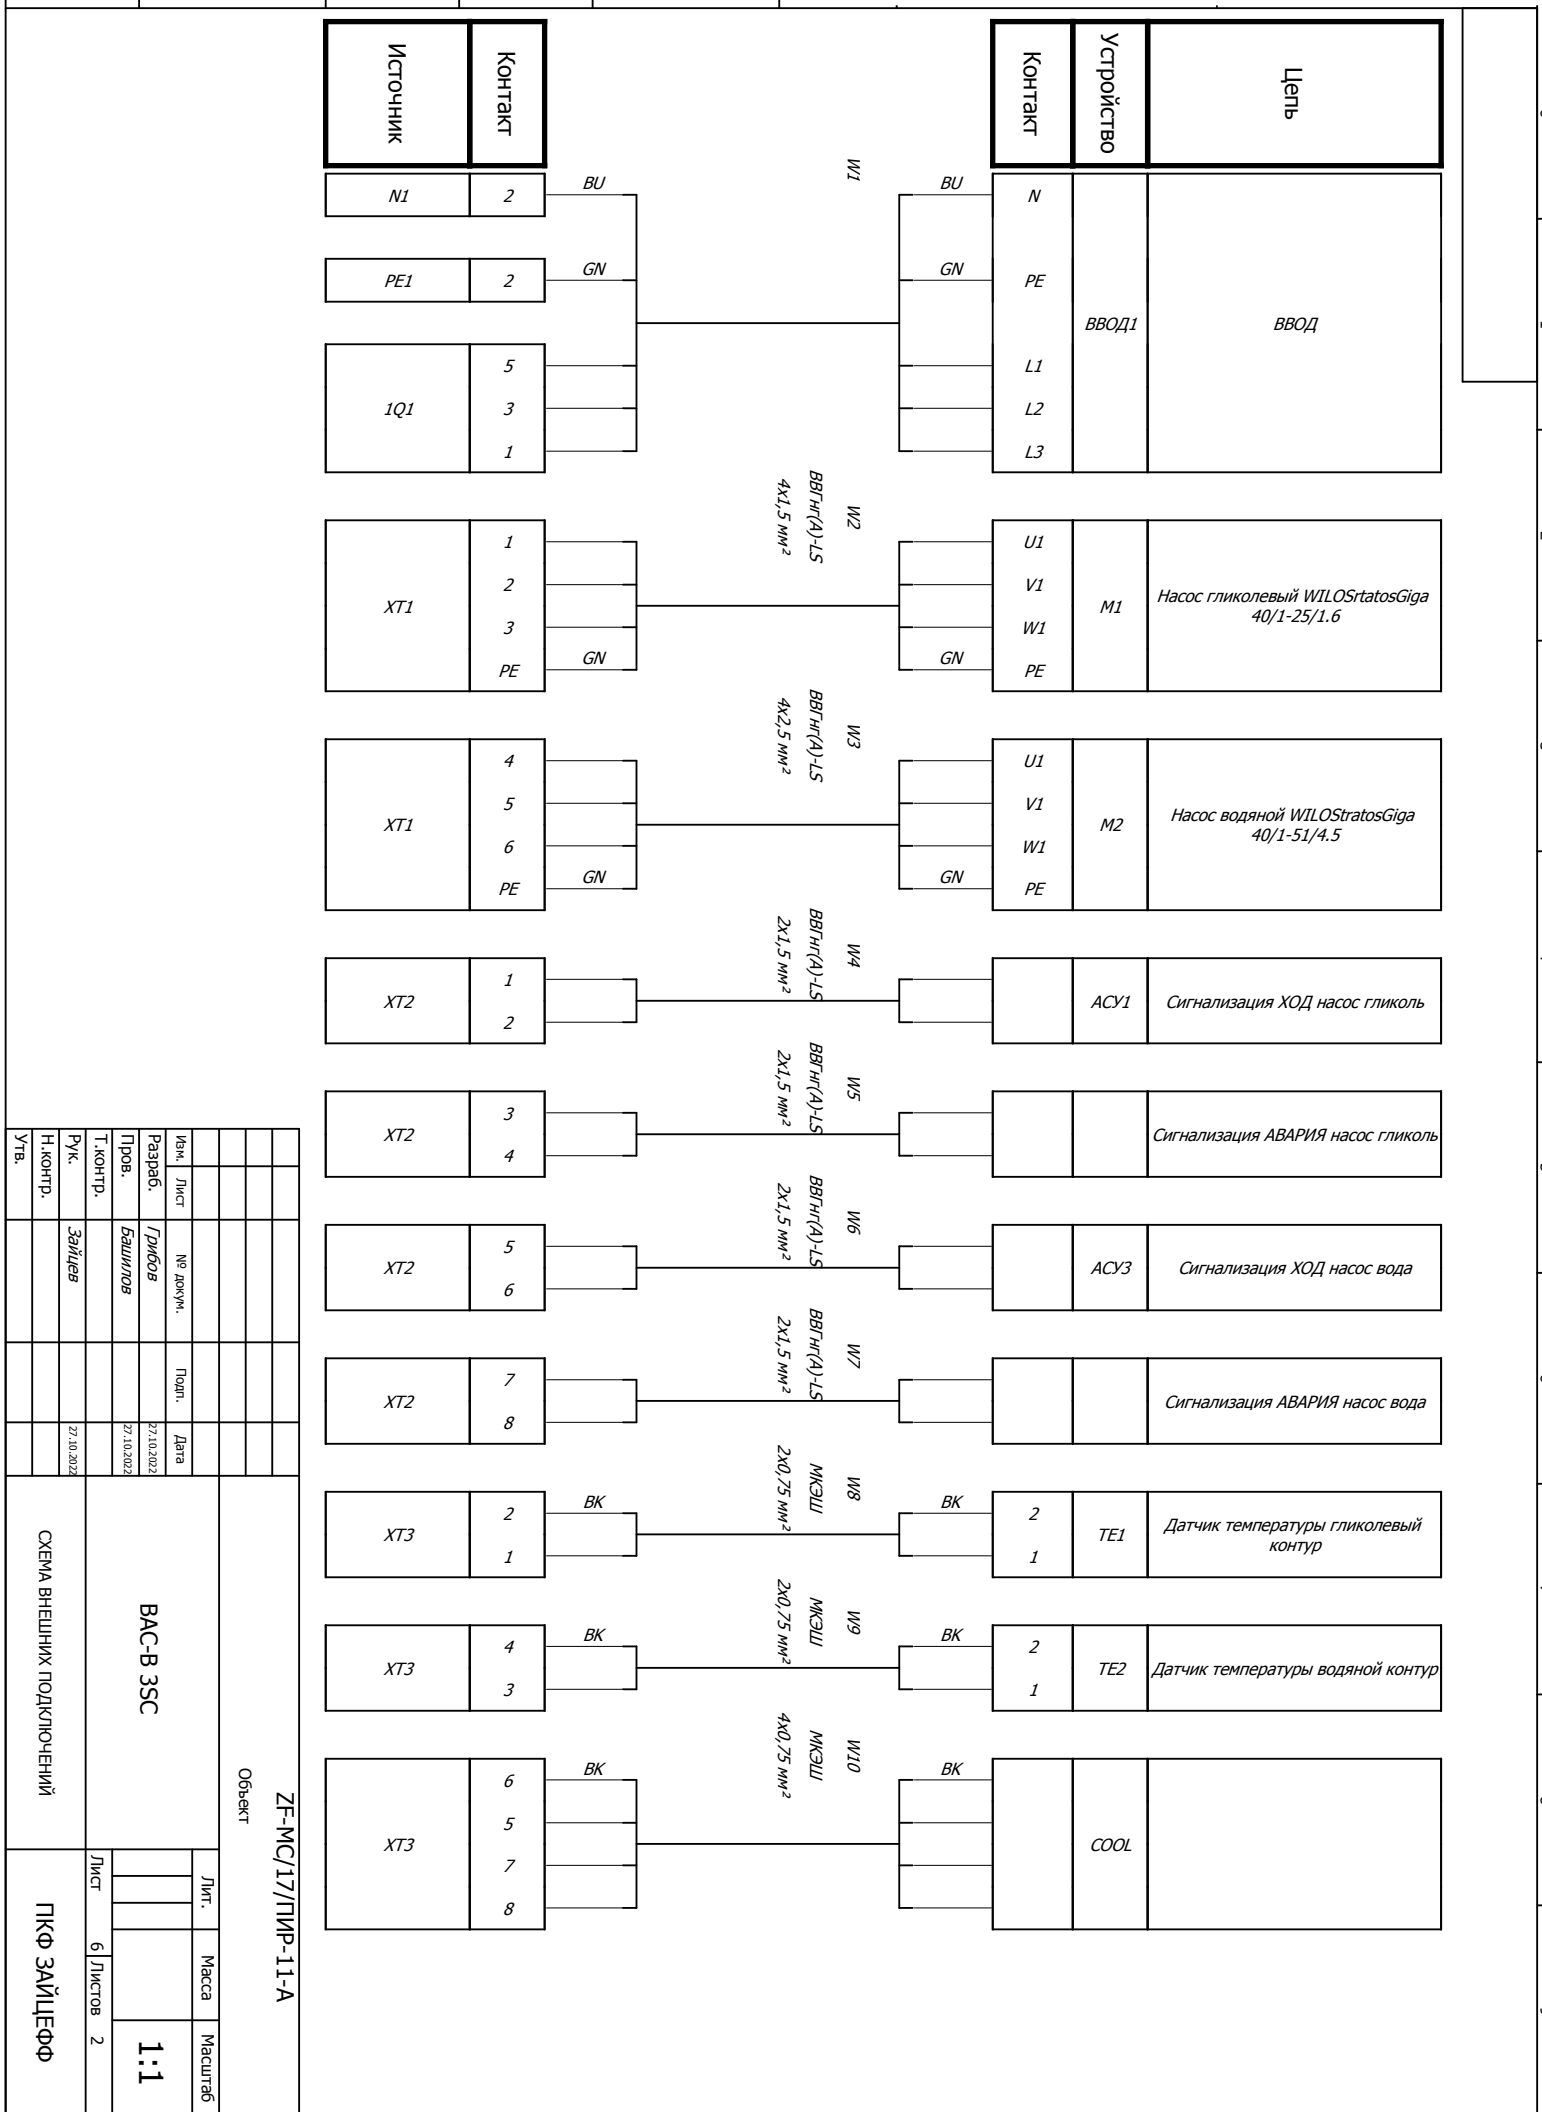 Источник
Контакт
Контакт
Устройство
Цепь
W1
N1
2
BU
BU
N
PE1
2
GN
GN
PE
1Q1
5
3
1
L1
L2
L3
ВВОД1
ВВОД
W2
ВВГнг(А)-LS
4x1,5 мм²
XT1
1
2
3
PE
GN
GN
U1
V1
W1
PE
M1
Насос гликолевый WILOSrtatosGiga
40/1-25/1.6
W3
ВВГнг(А)-LS
4x2,5 мм²
XT1
4
5
6
PE
GN
GN
U1
V1
W1
PE
M2
Насос водяной WILOStratosGiga
40/1-51/4.5
W4
ВВГнг(А)-LS
2x1,5 мм²
XT2
1
2
АСУ1
Сигнализация ХОД насос гликоль
W5
ВВГнг(А)-LS
2x1,5 мм²
XT2
3
4
Сигнализация АВАРИЯ насос гликоль
W6
ВВГнг(А)-LS
2x1,5 мм²
XT2
5
6
АСУ3
Сигнализация ХОД насос вода
W7
ВВГнг(А)-LS
2x1,5 мм²
XT2
7
8
Сигнализация АВАРИЯ насос вода
W8
МКЭШ
2x0,75 мм²
XT3
2
1
BK
BK
2
1
TE1
Датчик температуры гликолевый
контур
W9
МКЭШ
2x0,75 мм²
XT3
4
3
BK
BK
2
1
TE2
Датчик температуры водяной контур
W10
МКЭШ
4x0,75 мм²
XT3
6
5
7
8
BK
BK
COOL
ZF-MC/17/ПИР-11-А
Объект
Изм.
Лист
№ докум.
Подп.
Дата
Разраб.
Грибов
27.10.2022
Пров.
Башилов
27.10.2022
Т.контр.
Рук.
Зайцев
27.10.2022
Н.контр.
Утв.
ВАС-В 3SC
СХЕМА ВНЕШНИХ ПОДКЛЮЧЕНИЙ
Лит.
Масса
Масштаб
1:1
Лист 6
Листов 2
ПКФ ЗАЙЦЕФФ